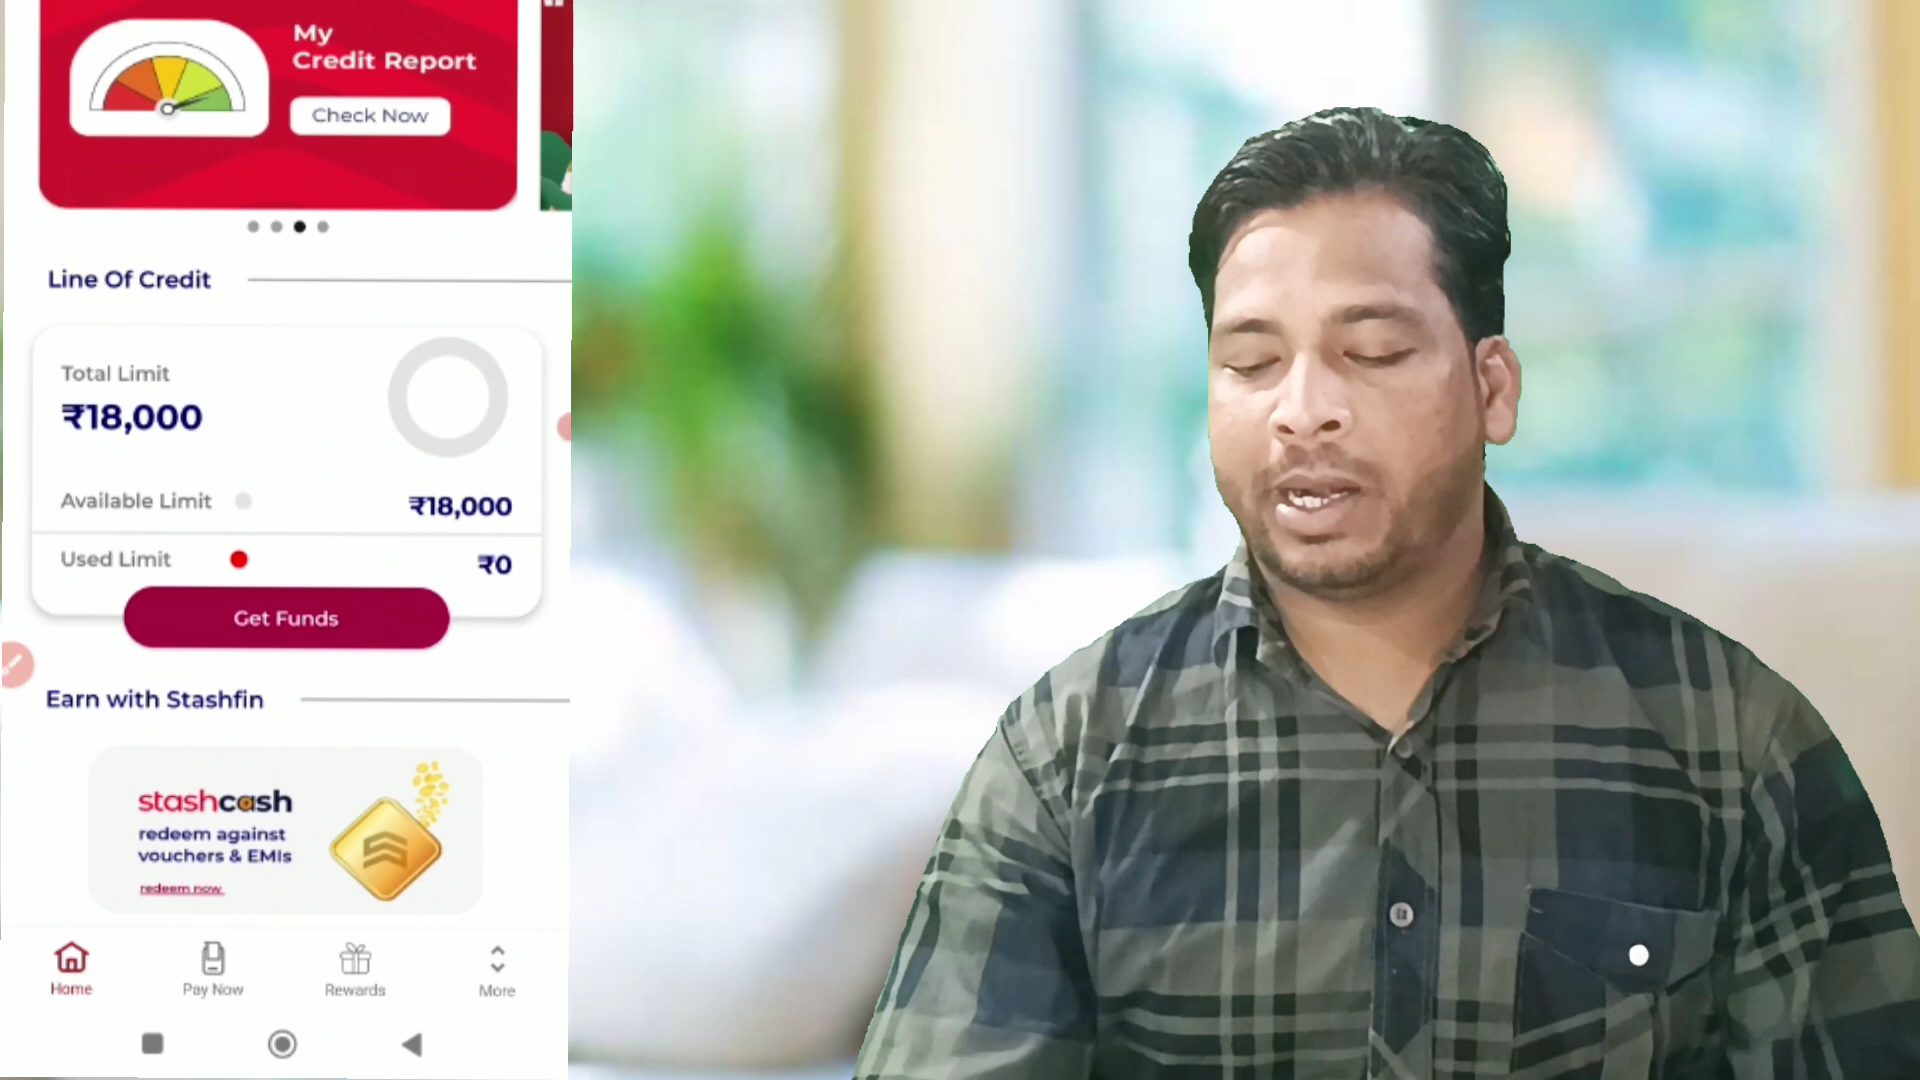 My
Credit Report
Check Now
Line Of Credit
Total Limit
₹18,000
Available Limit
₹18,000
Used Limit
₹0
Get Funds
Earn with Stashfin
stashcash
redeem against
vouchers & EMIs
redeem now
Home
Pay Now
Rewards
More